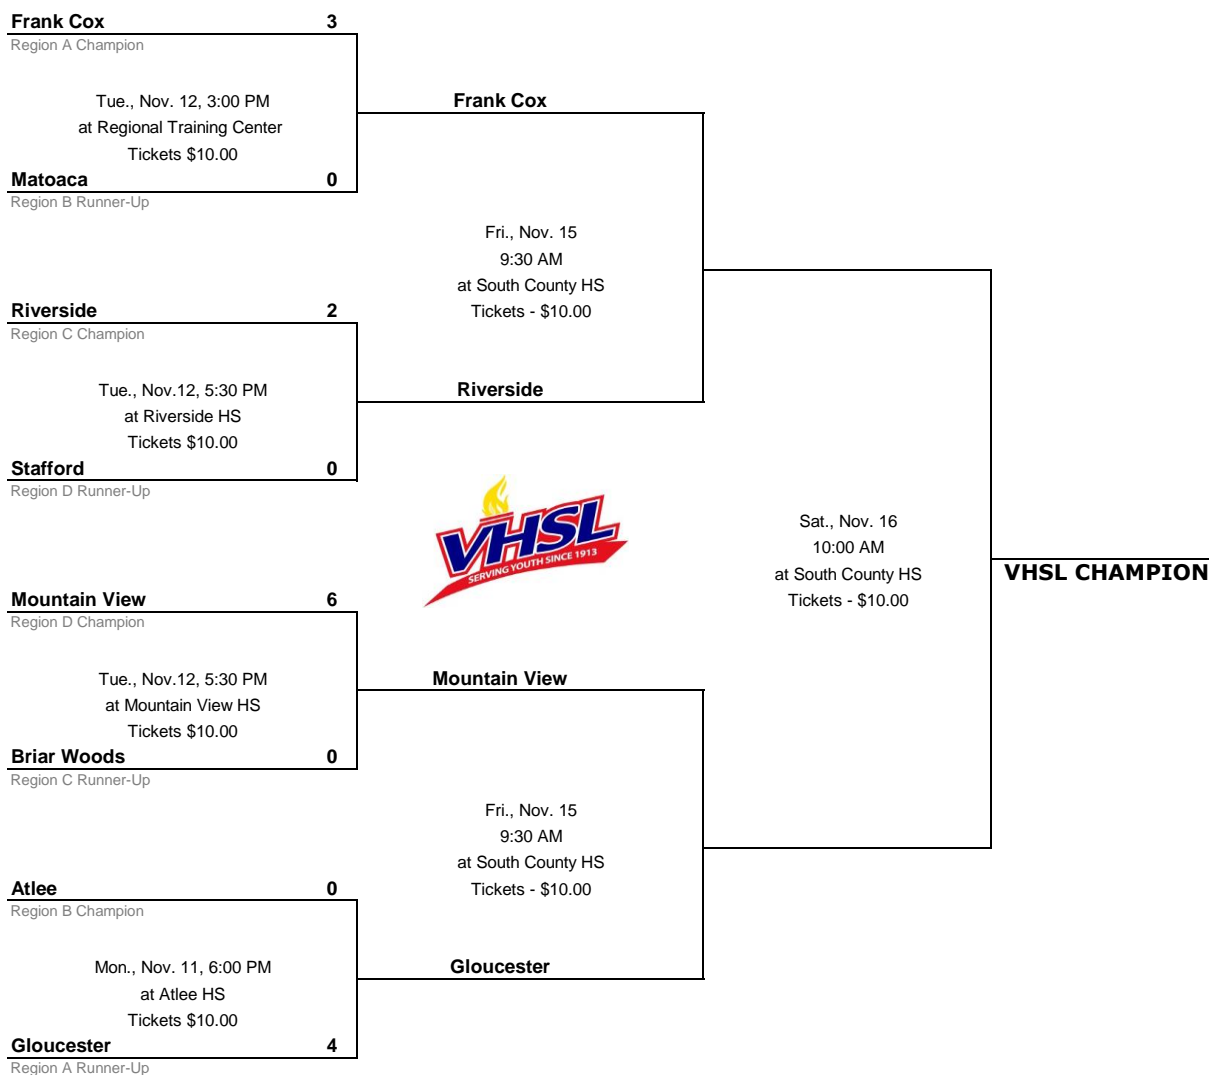 Frank Cox 3
Region A Champion
Tue., Nov. 12, 3:00 PM
at Regional Training Center
Tickets $10.00
Matoaca 0
Region B Runner-Up
Frank Cox
Fri., Nov. 15
9:30 AM
at South County HS
Tickets - $10.00
Riverside 2
Region C Champion
Tue., Nov.12, 5:30 PM
at Riverside HS
Tickets $10.00
Stafford 0
Region D Runner-Up
Riverside
VHSL
SERVING YOUTH SINCE 1913
Sat., Nov. 16
10:00 AM
at South County HS
Tickets - $10.00
VHSL CHAMPION
Mountain View 6
Region D Champion
Tue., Nov.12, 5:30 PM
at Mountain View HS
Tickets $10.00
Briar Woods 0
Region C Runner-Up
Mountain View
Fri., Nov. 15
9:30 AM
at South County HS
Tickets - $10.00
Atlee 0
Region B Champion
Mon., Nov. 11, 6:00 PM
at Atlee HS
Tickets $10.00
Gloucester 4
Region A Runner-Up
Gloucester